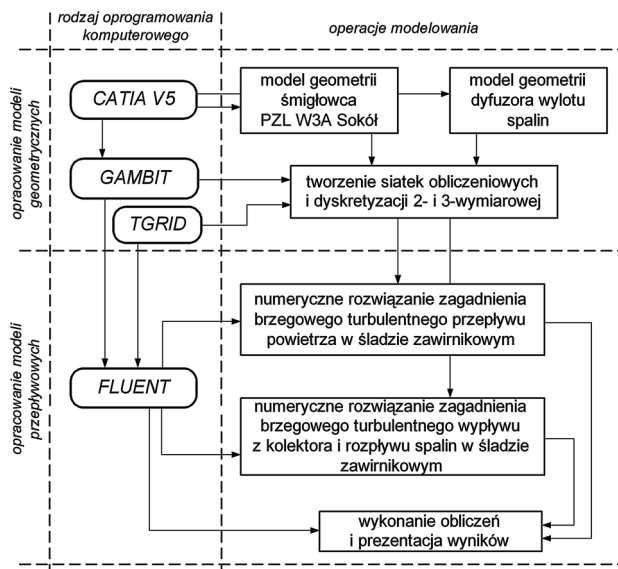 rodzaj oprogramowania
komputerowego
operacje modelowania
opracowanie modeli
geometrycznych
CATIA V5
model geometrii
śmigłowca
PZL W3A Sokół
model geometrii
dyfuzora wylotu
spalin
GAMBIT
tworzenie siatek obliczeniowych
i dyskretyzacji 2- i 3-wymiarowej
TGRID
opracowanie modeli
przepływowych
numeryczne rozwiązanie zagadnienia
brzegowego turbulentnego przepływu
powietrza w śladzie zawirnikowym
FLUENT
numeryczne rozwiązanie zagadnienia
brzegowego turbulentnego wypływu
z kolektora i rozpływu spalin w śladzie
zawirnikowym
wykonanie obliczeń
i prezentacja wyników